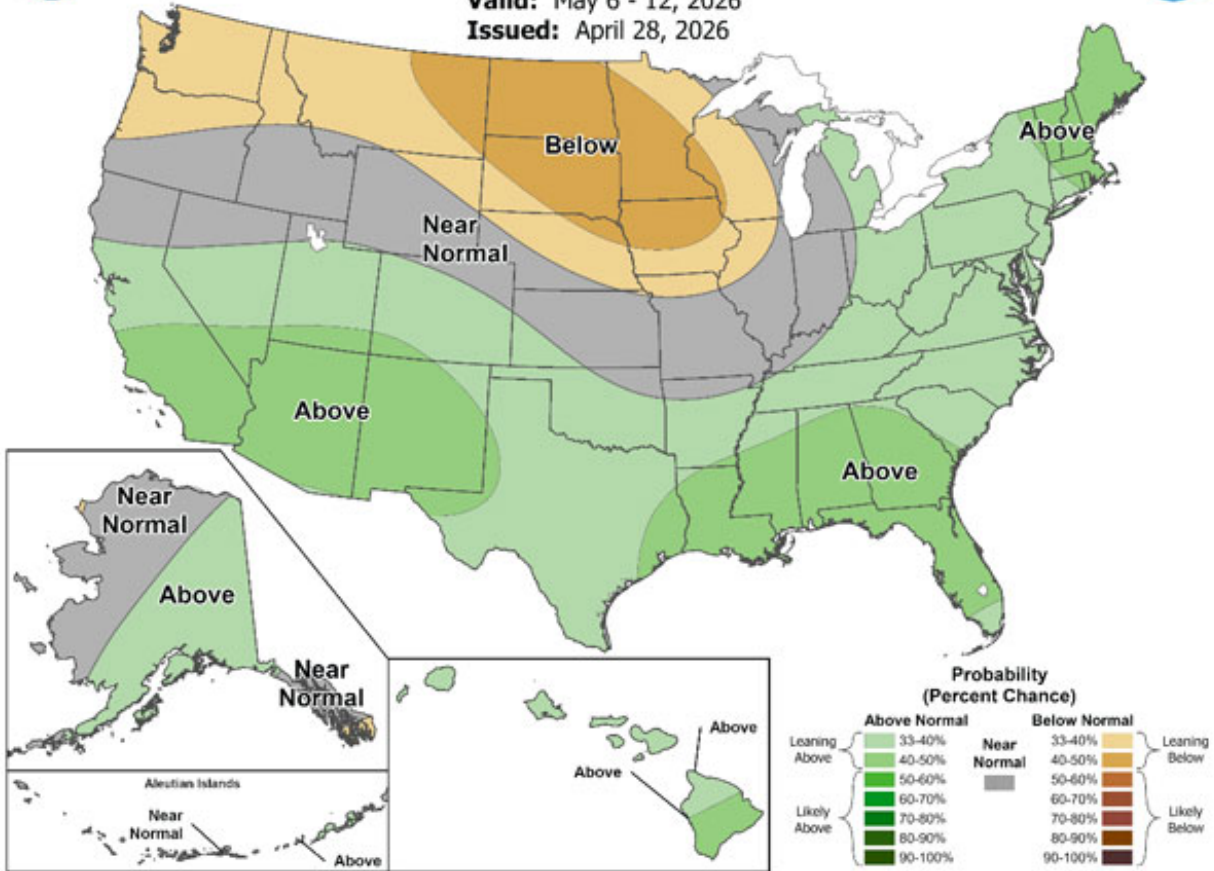 Valid: May 6 - 12, 2026
Issued: April 28, 2026
Above
Below
Near
Normal
Above
Above
Near
Normal
Above
Near
Normal
Aleutian Islands
Near
Normal
Above
Above
Above
Probability
(Percent Chance)
Above Normal
Below Normal
Leaning
Above
33-40%
40-50%
50-60%
60-70%
70-80%
80-90%
90-100%
Likely
Above
Near
Normal
33-40%
40-50%
50-60%
60-70%
70-80%
80-90%
90-100%
Leaning
Below
Likely
Below